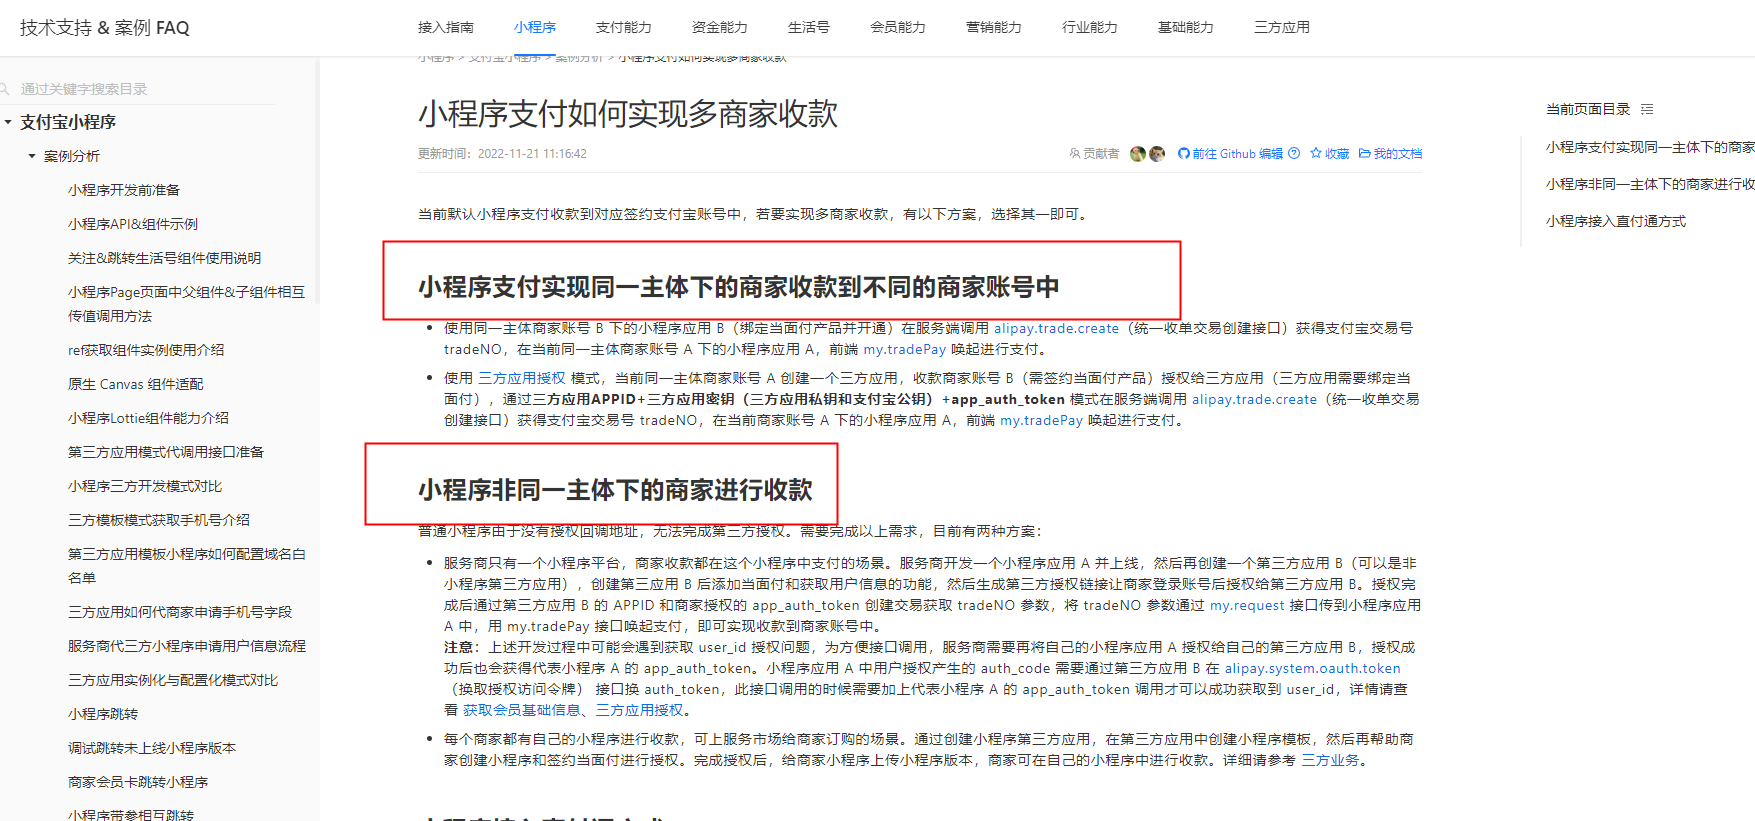 技术支持 & 案例 FAQ
接入指南 小程序 支付能力 资金能力 生活号 会员能力 营销能力 行业能力 基础能力 三方应用
通过关键字搜索目录
支付宝小程序
案例分析
小程序开发前准备
小程序API&组件示例
关注&跳转生活号组件使用说明
小程序Page页面中父组件&子组件相互
传值调用方法
ref获取组件实例使用介绍
原生 Canvas 组件适配
小程序Lottie组件能力介绍
第三方应用模式代调用接口准备
小程序三方开发模式对比
三方模板模式获取手机号介绍
第三方应用模板小程序如何配置域名白
名单
三方应用如何代商家申请手机号字段
服务商代三方小程序申请用户信息流程
三方应用实例化与配置化模式对比
小程序跳转
调试跳转未上线小程序版本
商家会员卡跳转小程序
小程序带参相互跳转
小程序 > 支付宝小程序 > 案例分析 > 小程序支付如何实现多商家收款
小程序支付如何实现多商家收款
更新时间：2022-11-21 11:16:42
贡献者 前往 Github 编辑 收藏 我的文档
当前默认小程序支付收款到对应签约支付宝账号中，若要实现多商家收款，有以下方案，选择其一即可。
小程序支付实现同一主体下的商家收款到不同的商家账号中
使用同一主体商家账号 B 下的小程序应用 B（绑定当面付产品并开通）在服务端调用 alipay.trade.create（统一收单交易创建接口）获得支付宝交易号
tradeNO，在当前同一主体商家账号 A 下的小程序应用 A，前端 my.tradePay 唤起进行支付。
使用 三方应用授权 模式，当前同一主体商家账号 A 创建一个三方应用，收款商家账号 B（需签约当面付产品）授权给三方应用（三方应用需要绑定当
面付），通过三方应用APPID+三方应用密钥（三方应用私钥和支付宝公钥）+app_auth_token 模式在服务端调用 alipay.trade.create（统一收单交易
创建接口）获得支付宝交易号 tradeNO，在当前商家账号 A 下的小程序应用 A，前端 my.tradePay 唤起进行支付。
小程序非同一主体下的商家进行收款
普通小程序由于没有授权回调地址，无法完成第三方授权。需要完成以上需求，目前有两种方案：
服务商只有一个小程序平台，商家收款都在这个小程序中支付的场景。服务商开发一个小程序应用 A 并上线，然后再创建一个第三方应用 B（可以是非
小程序第三方应用），创建第三应用 B 后添加当面付和获取用户信息的功能，然后生成第三方授权链接让商家登录账号后授权给第三方应用 B。授权完
成后通过第三方应用 B 的 APPID 和商家授权的 app_auth_token 创建交易获取 tradeNO 参数，将 tradeNO 参数通过 my.request 接口传到小程序应用
A 中，用 my.tradePay 接口唤起支付，即可实现收款到商家账号中。
注意：上述开发过程中可能会遇到获取 user_id 授权问题，为方便接口调用，服务商需要再将自己的小程序应用 A 授权给自己的第三方应用 B，授权成
功后也会获得代表小程序 A 的 app_auth_token。小程序应用 A 中用户授权产生的 auth_code 需要通过第三方应用 B 在 alipay.system.oauth.token
（换取授权访问令牌） 接口换 auth_token，此接口调用的时候需要加上代表小程序 A 的 app_auth_token 调用才可以成功获取到 user_id，详情请查
看 获取会员基础信息、三方应用授权。
每个商家都有自己的小程序进行收款，可上服务市场给商家订购的场景。通过创建小程序第三方应用，在第三方应用中创建小程序模板，然后再帮助商
家创建小程序和签约当面付进行授权。完成授权后，给商家小程序上传小程序版本，商家可在自己的小程序中进行收款。详细请参考 三方业务。
小程序接入直付通方式
当前页面目录
小程序支付实现同一主体下的商家
小程序非同一主体下的商家进行收
小程序接入直付通方式